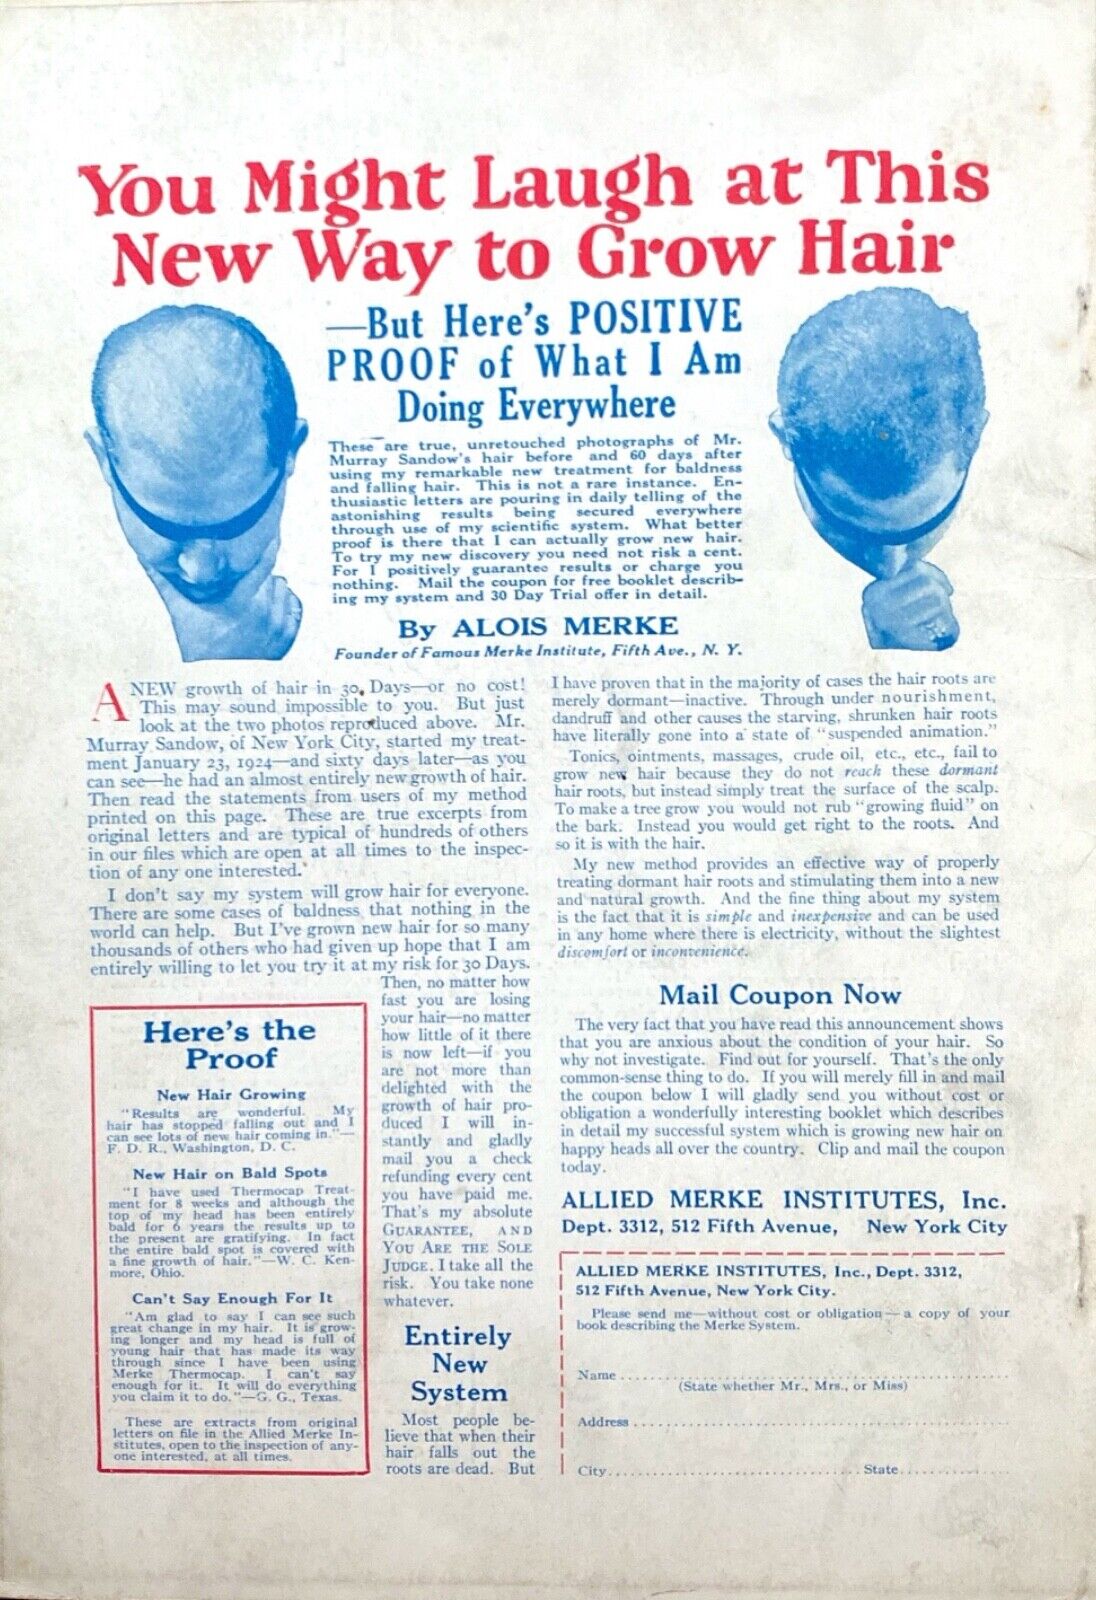 You Might Laugh at This
New Way to Grow Hair
—But Here's POSITIVE
PROOF of What I Am
Doing Everywhere
These are true, unretouched photographs of Mr.
Murray Sandow's hair before and 60 days after
using my remarkable new treatment for baldness
and falling hair. This is not a rare instance. En-
thusiastic letters are pouring in daily telling of the
astonishing results being secured everywhere
through use of my scientific system. What better
proof is there that I can actually grow new hair.
To try my new discovery you need not risk a cent.
For I positively guarantee results or charge you
nothing. Mail the coupon for free booklet describ-
ing my system and 30 Day Trial offer in detail.
By ALOIS MERKE
Founder of Famous Merke Institute, Fifth Ave., N. Y.
A NEW growth of hair in 30 Days—or no cost!
This may sound impossible to you. But just
look at the two photos reproduced above. Mr.
Murray Sandow, of New York City, started my treat-
ment January 23, 1924—and sixty days later—as you
can see—he had an almost entirely new growth of hair.
Then read the statements from users of my method
printed on this page. These are true excerpts from
original letters and are typical of hundreds of others
in our files which are open at all times to the inspec-
tion of any one interested.
I don't say my system will grow hair for everyone.
There are some cases of baldness that nothing in the
world can help. But I've grown new hair for so many
thousands of others who had given up hope that I am
entirely willing to let you try it at my risk for 30 Days.
Then, no matter how
fast you are losing
your hair—no matter
how little of it there
is now left—if you
are not more than
delighted with the
growth of hair pro-
duced I will in-
stantly and gladly
mail you a check
refunding every cent
you have paid me.
That's my absolute
GUARANTEE, AND
YOU ARE THE SOLE
JUDGE. I take all the
risk. You take none
whatever.
Here's the
Proof
New Hair Growing
"Results are wonderful. My
hair has stopped falling out and I
can see lots of new hair coming in."—
F. D. R., Washington, D. C.
New Hair on Bald Spots
"I have used Thermocap Treat-
ment for 8 weeks and although the
top of my head has been entirely
bald for 6 years the results up to
the present are gratifying. In fact
the entire bald spot is covered with
a fine growth of hair."—W. C. Ken-
more, Ohio.
Can't Say Enough For It
"Am glad to say I can see such
great change in my hair. It is grow-
ing longer and my head is full of
young hair that has made its way
through since I have been using
Merke Thermocap. I can't say
enough for it. It will do everything
you claim it to do."—G. G., Texas.
These are extracts from original
letters on file in the Allied Merke In-
stitutes, open to the inspection of any-
one interested, at all times.
Entirely
New
System
Most people be-
lieve that when their
hair falls out the
roots are dead. But
I have proven that in the majority of cases the hair roots are
merely dormant—inactive. Through under nourishment,
dandruff and other causes the starving, shrunken hair roots
have literally gone into a state of "suspended animation."
Tonics, ointments, massages, crude oil, etc., etc., fail to
grow new hair because they do not reach these dormant
hair roots, but instead simply treat the surface of the scalp.
To make a tree grow you would not rub "growing fluid" on
the bark. Instead you would get right to the roots. And
so it is with the hair.
My new method provides an effective way of properly
treating dormant hair roots and stimulating them into a new
and natural growth. And the fine thing about my system
is the fact that it is simple and inexpensive and can be used
in any home where there is electricity, without the slightest
discomfort or inconvenience.
Mail Coupon Now
The very fact that you have read this announcement shows
that you are anxious about the condition of your hair. So
why not investigate. Find out for yourself. That's the only
common-sense thing to do. If you will merely fill in and mail
the coupon below I will gladly send you without cost or
obligation a wonderfully interesting booklet which describes
in detail my successful system which is growing new hair on
happy heads all over the country. Clip and mail the coupon
today.
ALLIED MERKE INSTITUTES, Inc.
Dept. 3312, 512 Fifth Avenue, New York City
ALLIED MERKE INSTITUTES, Inc., Dept. 3312,
512 Fifth Avenue, New York City.
Please send me—without cost or obligation—a copy of your
book describing the Merke System.
Name
(State whether Mr., Mrs., or Miss)
Address
City State